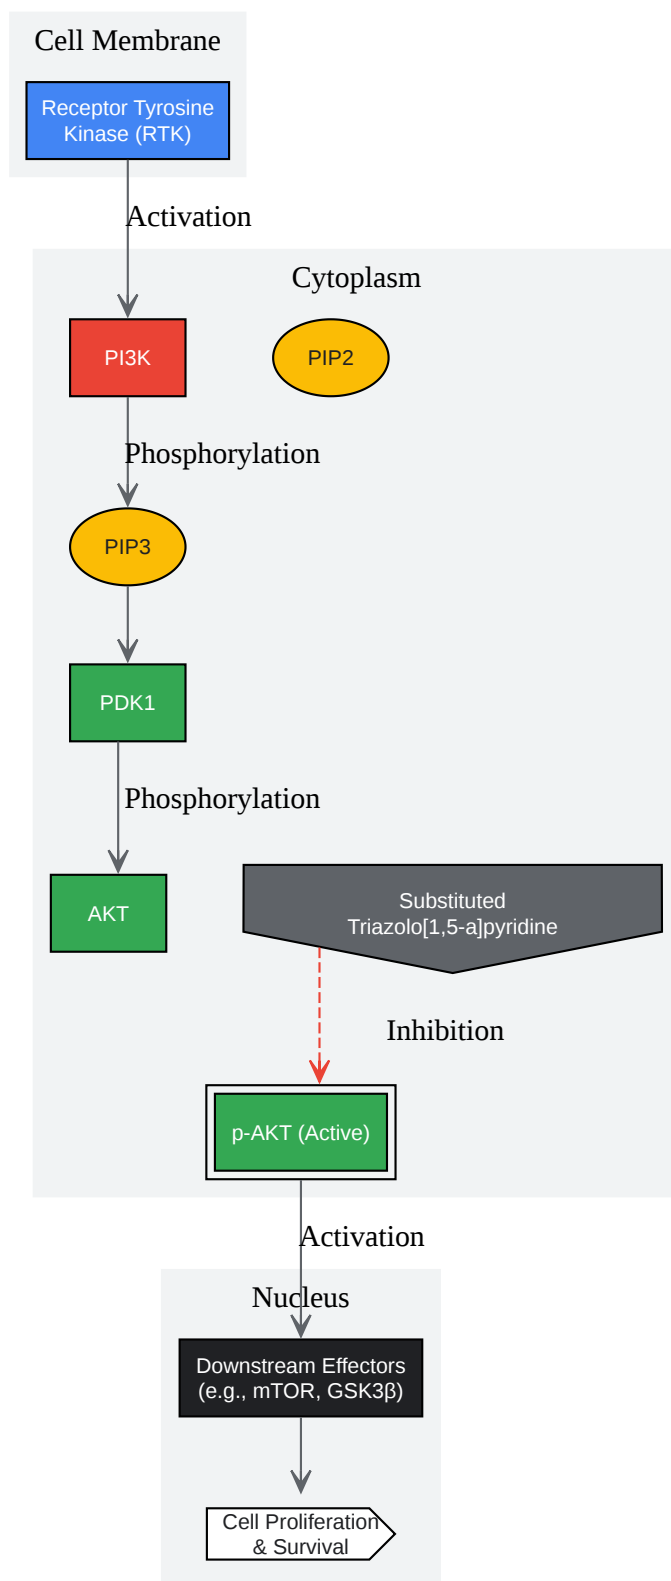 Cell Membrane
Receptor Tyrosine
Kinase (RTK)
Activation
Cytoplasm
PI3K
PIP2
Phosphorylation
PIP3
PDK1
Phosphorylation
AKT
Substituted
Triazolo[1,5-a]pyridine
Inhibition
p-AKT (Active)
Activation
Nucleus
Downstream Effectors
(e.g., mTOR, GSK3β)
Cell Proliferation
& Survival